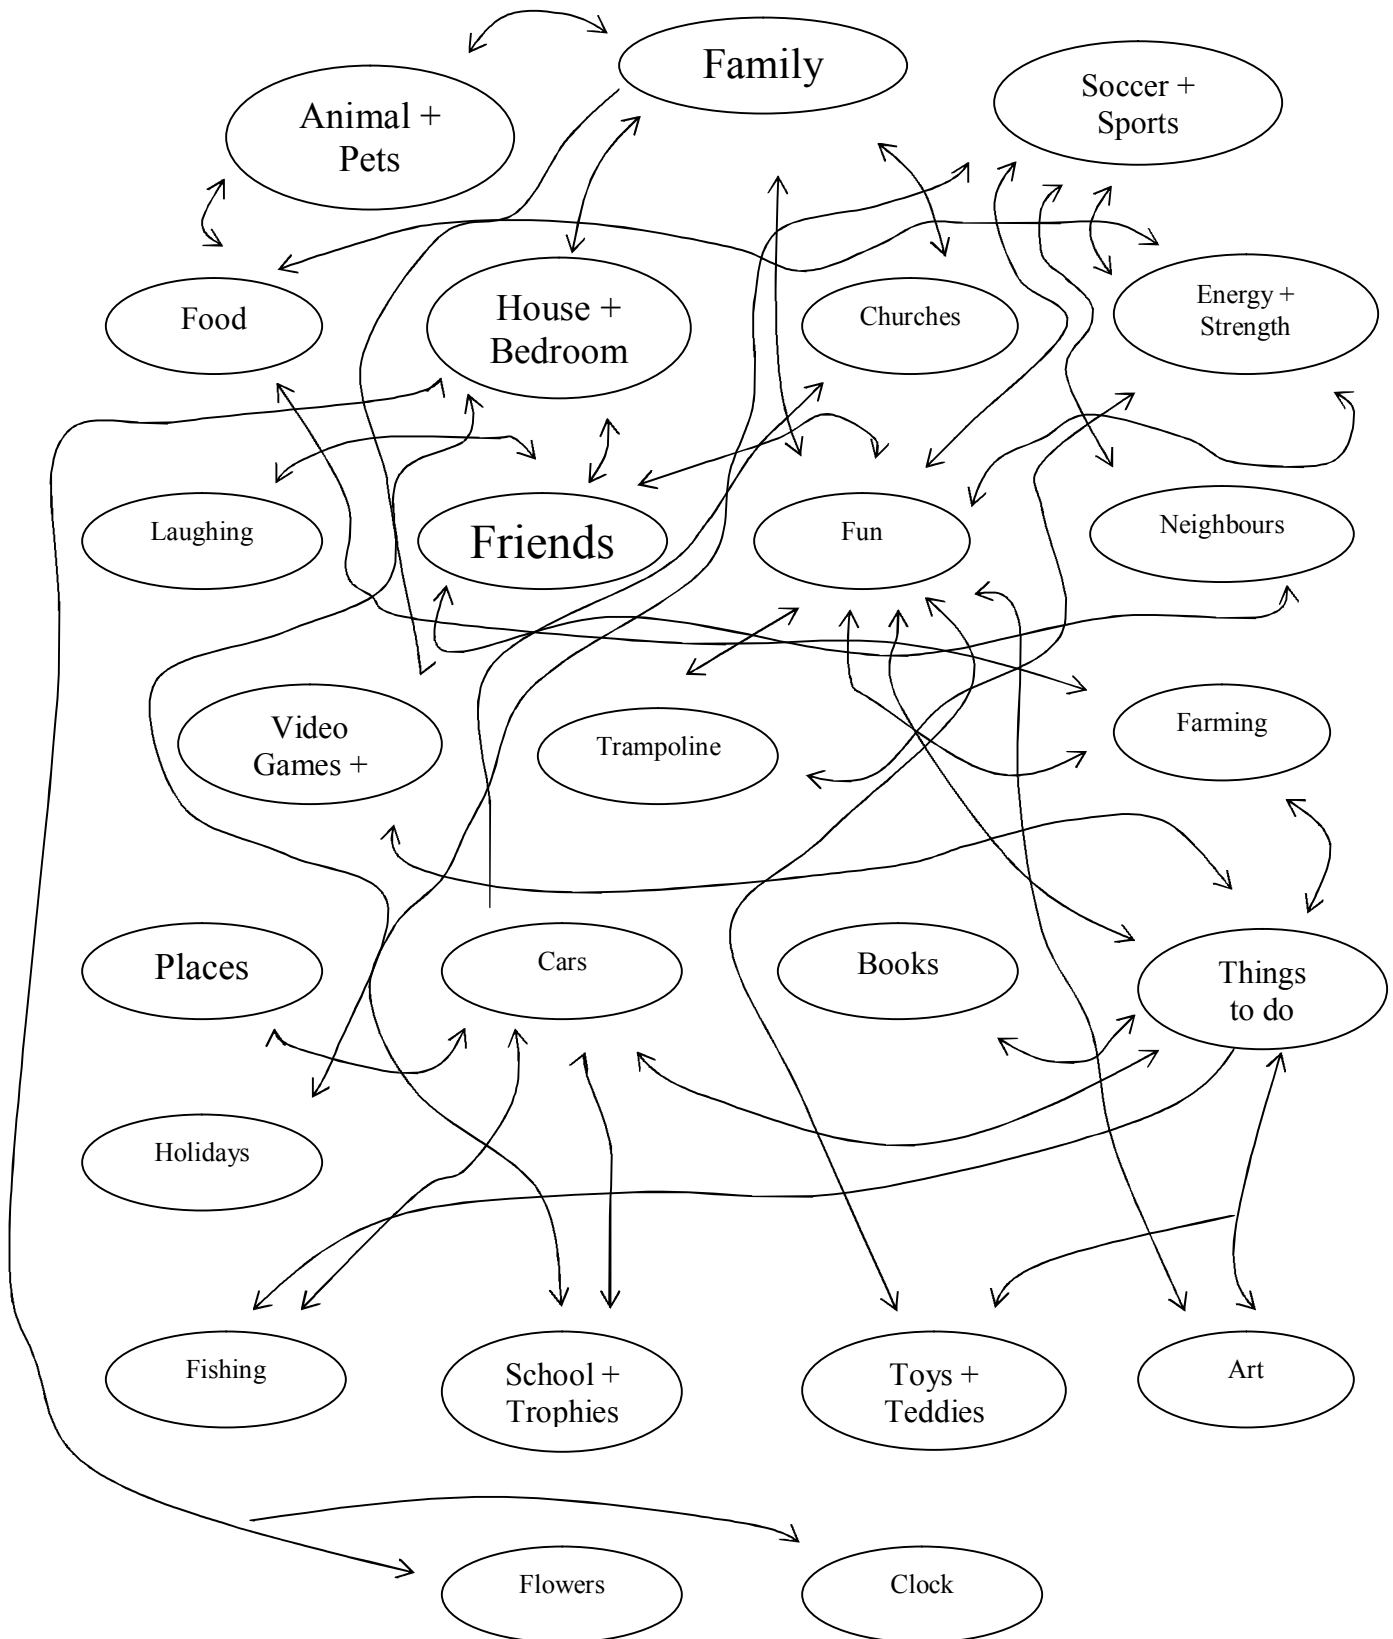 Family
Soccer +
Sports
Animal +
Pets
Food
House +
Bedroom
Churches
Energy +
Strength
Laughing
Friends
Fun
Neighbours
Video
Games +
Trampoline
Farming
Places
Cars
Books
Things
to do
Holidays
Fishing
School +
Trophies
Toys +
Teddies
Art
Flowers
Clock